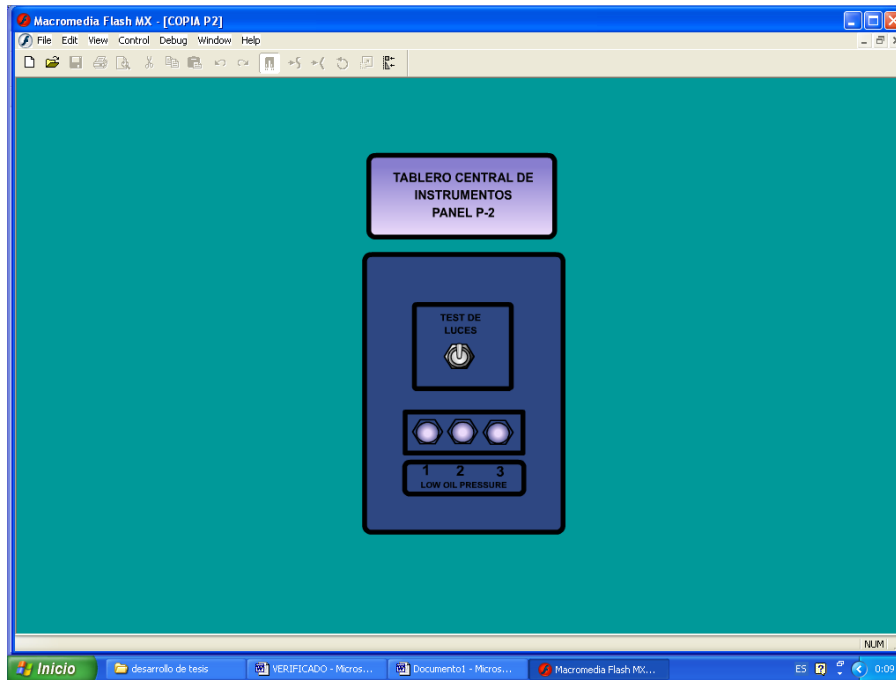 Macromedia Flash MX - [COPIA P2]
File Edit View Control Debug Window Help
TABLERO CENTRAL DE
INSTRUMENTOS
PANEL P-2
TEST DE
LUCES
1 2 3
LOW OIL PRESSURE
NUM
Inicio desarrollo de tesis VERIFICADO - Micros... Documento1 - Micros... Macromedia Flash MX... ES 0:09